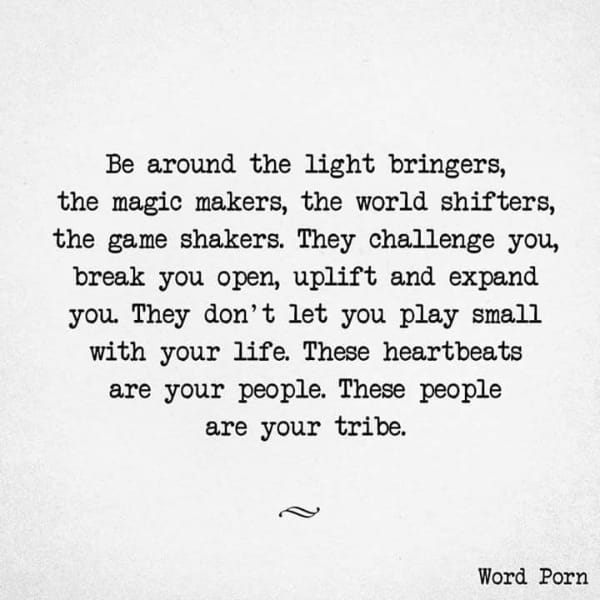 Be around the light bringers,
the magic makers, the world shifters,
the game shakers. They challenge you,
break you open, uplift and expand
you. They don't let you play small
with your life. These heartbeats
are your people. These people
are your tribe.
Word Porn